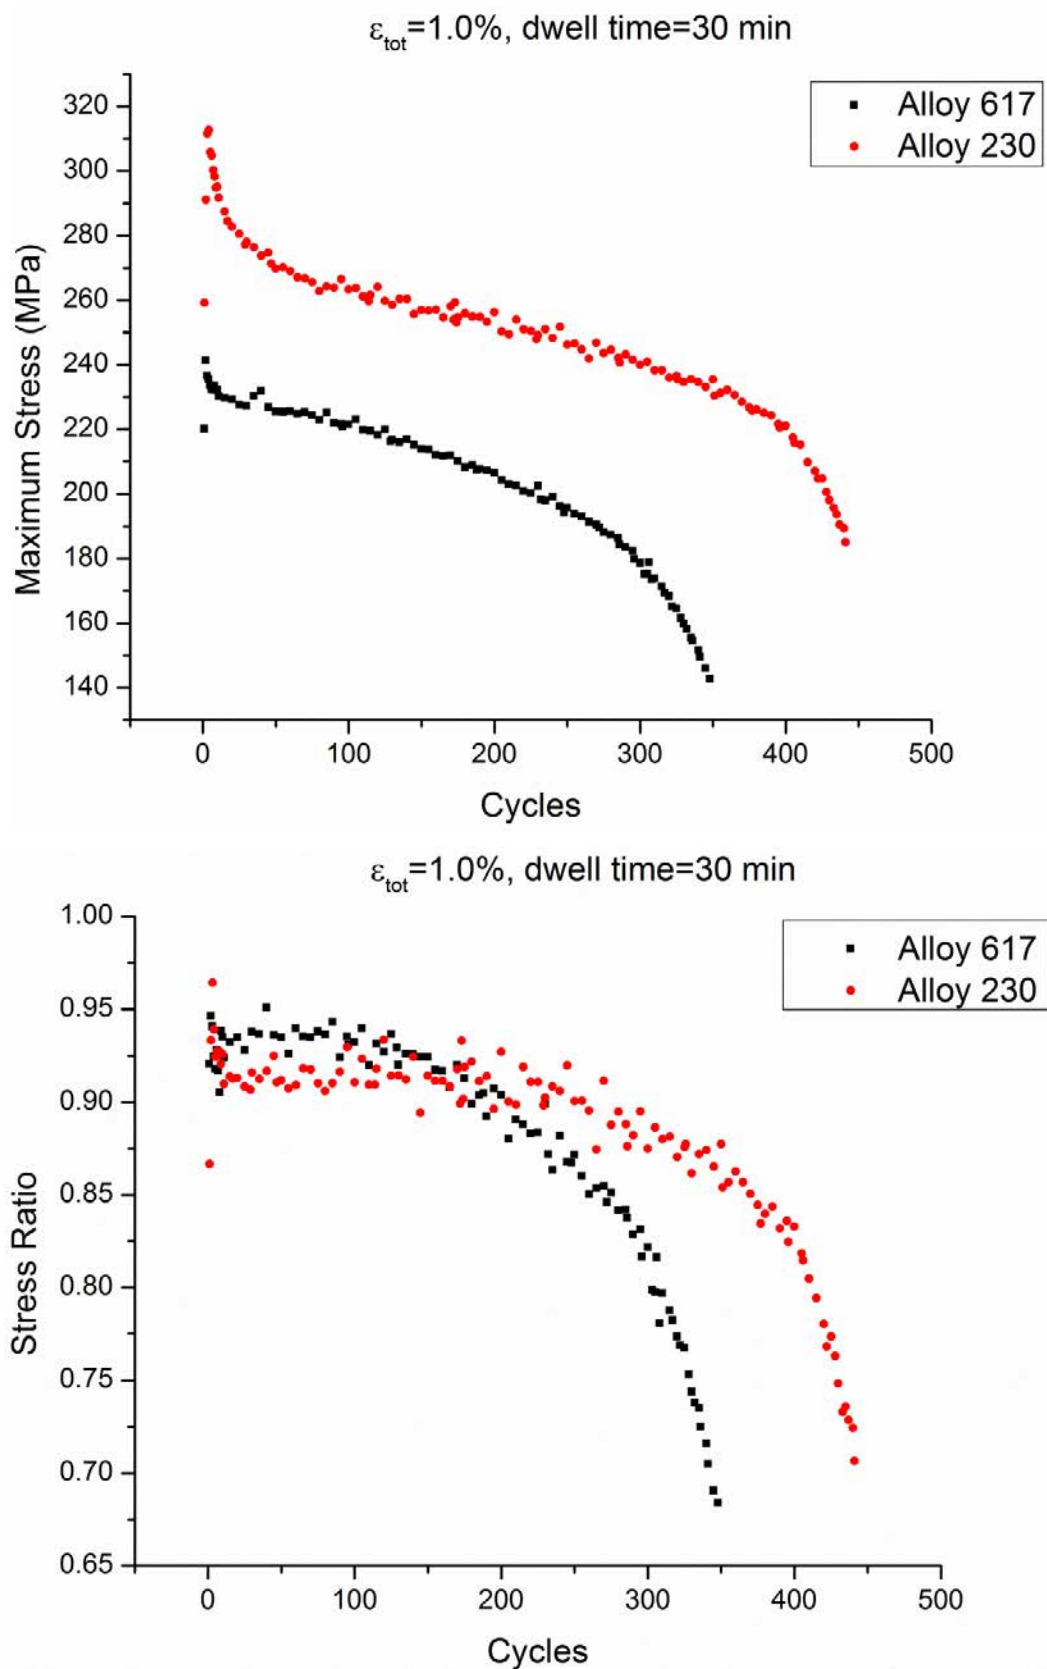 εtot=1.0%, dwell time=30 min
Alloy 617
Alloy 230
Maximum Stress (MPa)
320
300
280
260
240
220
200
180
160
140
0 100 200 300 400 500
Cycles
εtot=1.0%, dwell time=30 min
Alloy 617
Alloy 230
Stress Ratio
1.00
0.95
0.90
0.85
0.80
0.75
0.70
0.65
0 100 200 300 400 500
Cycles